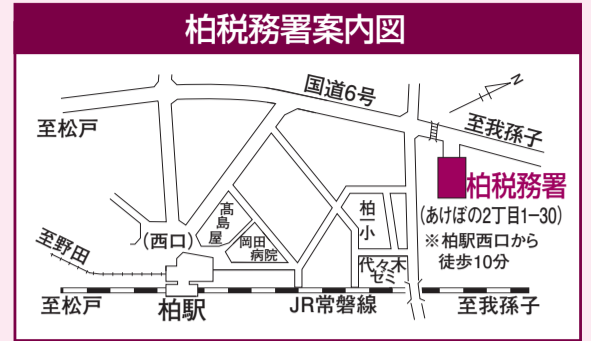 柏税務署案内図
国道6号
N
至松戸
至我孫子
柏税務署
(あけぼの2丁目1−30)
※柏駅西口から
徒歩10分
髙島
屋
柏
一
小
(西口)
岡田
病院
至野田
代々木
ゼミ
至松戸
柏駅
JR常磐線
至我孫子